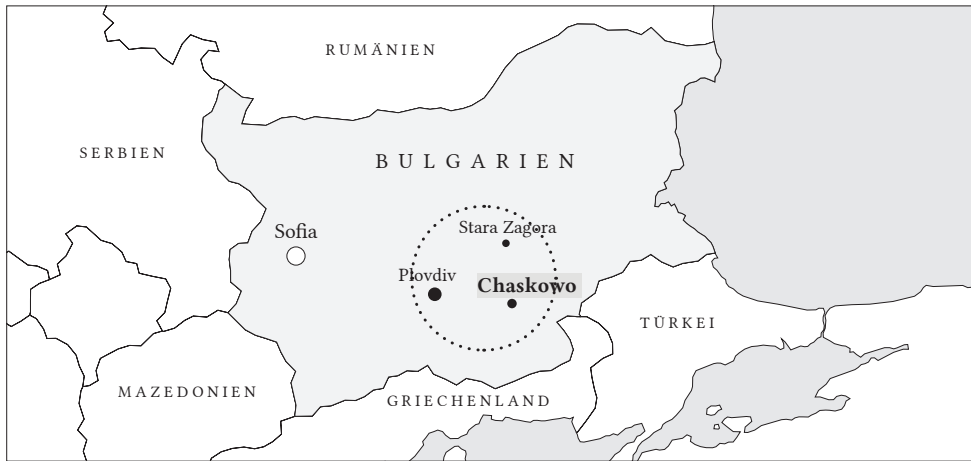 RUMÄNIEN
SERBIEN
BULGARIEN
Sofia
Stara Zagora
Plovdiv
Chaskowo
TÜRKEI
MAZEDONIEN
GRIECHENLAND